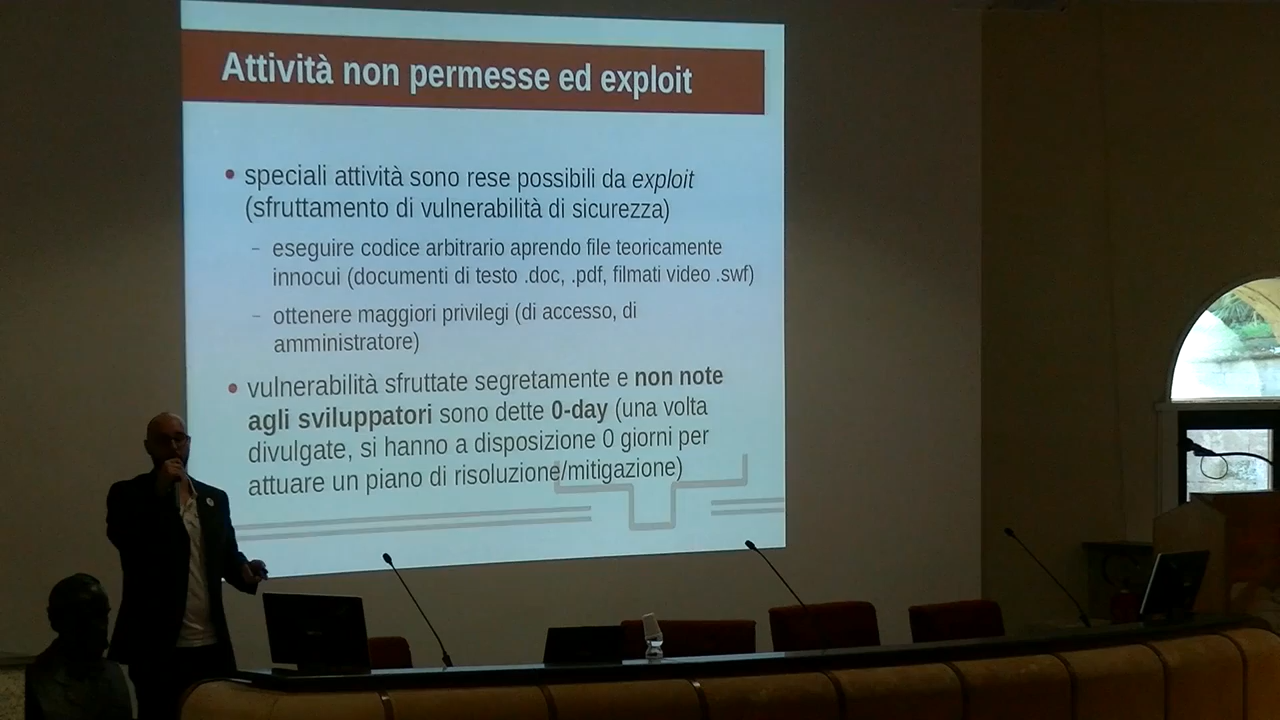 Attività non permesse ed exploit
• speciali attività sono rese possibili da exploit
(sfruttamento di vulnerabilità di sicurezza)
– eseguire codice arbitrario aprendo file teoricamente
innocui (documenti di testo .doc, .pdf, filmati video .swf)
– ottenere maggiori privilegi (di accesso, di
amministratore)
• vulnerabilità sfruttate segretamente e non note
agli sviluppatori sono dette 0-day (una volta
divulgate, si hanno a disposizione 0 giorni per
attuare un piano di risoluzione/mitigazione)